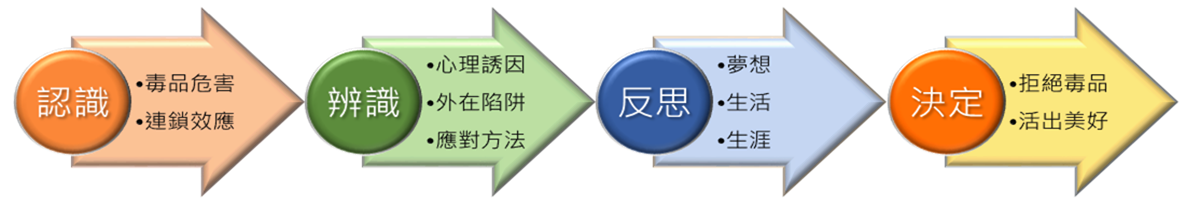 認識
•毒品危害
•連鎖效應
辨識
•心理誘因
•外在陷阱
•應對方法
反思
•夢想
•生活
•生涯
決定
•拒絕毒品
•活出美好